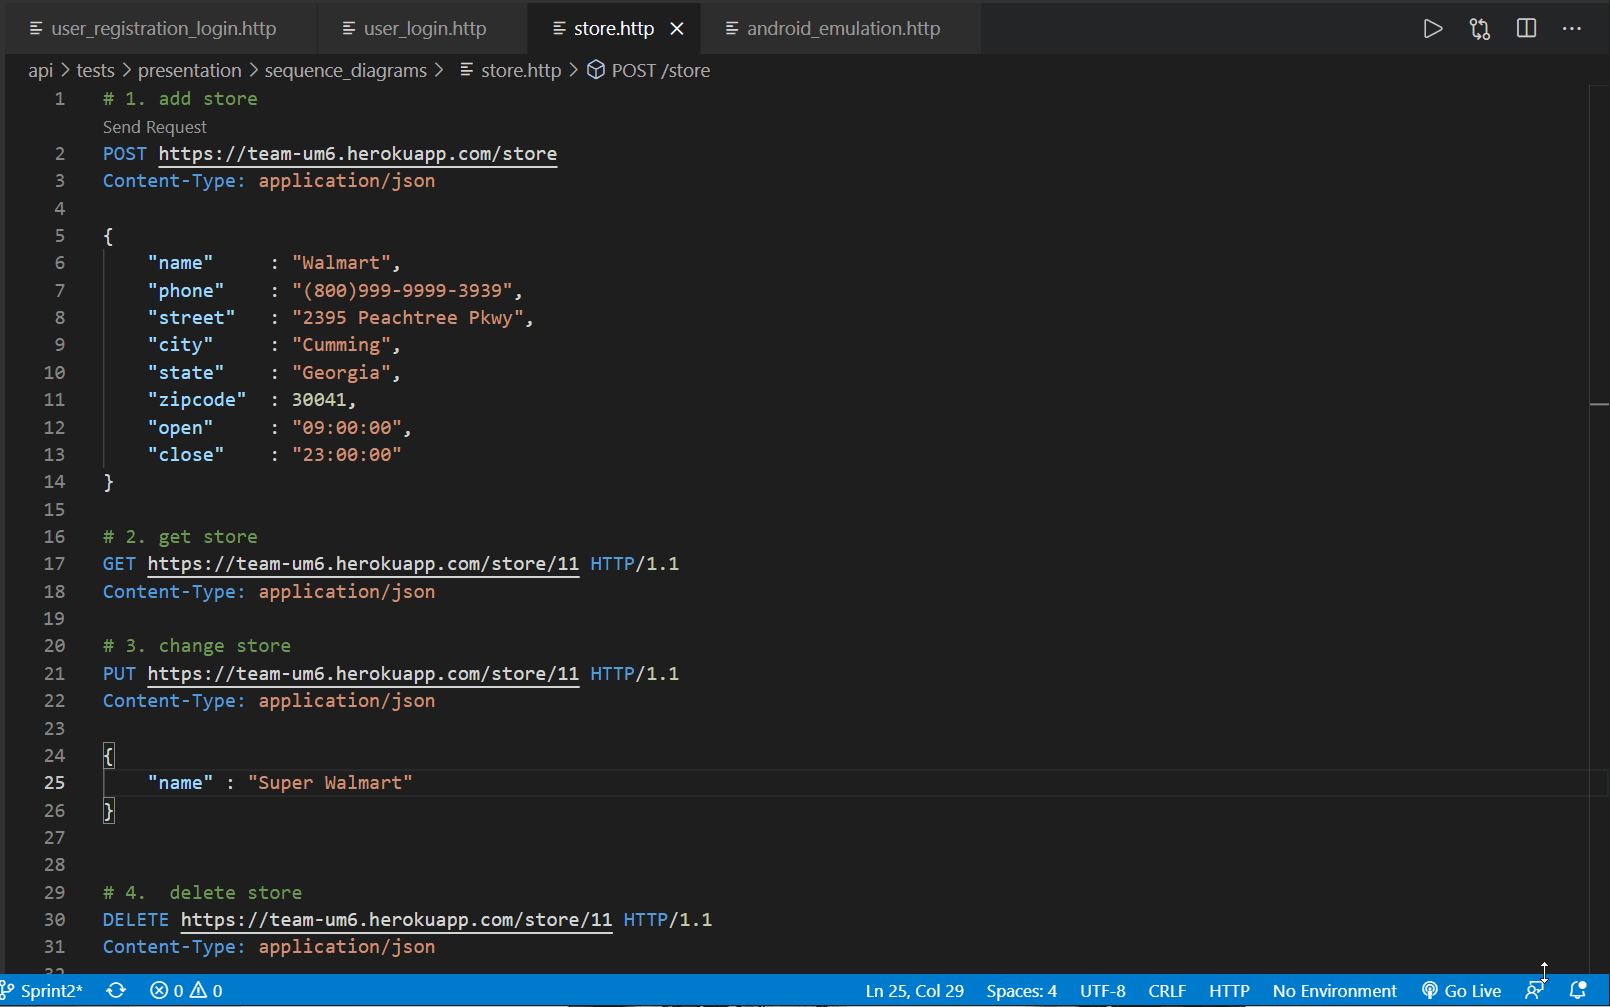 user_registration_login.http user_login.http store.http android_emulation.http
api > tests > presentation > sequence_diagrams > store.http > POST /store
1 # 1. add store
Send Request
2 POST https://team-um6.herokuapp.com/store
3 Content-Type: application/json
4
5 {
6 "name" : "Walmart",
7 "phone" : "(800)999-9999-3939",
8 "street" : "2395 Peachtree Pkwy",
9 "city" : "Cumming",
10 "state" : "Georgia",
11 "zipcode" : 30041,
12 "open" : "09:00:00",
13 "close" : "23:00:00"
14 }
15
16 # 2. get store
17 GET https://team-um6.herokuapp.com/store/11 HTTP/1.1
18 Content-Type: application/json
19
20 # 3. change store
21 PUT https://team-um6.herokuapp.com/store/11 HTTP/1.1
22 Content-Type: application/json
23
24 {
25 "name" : "Super Walmart"
26 }
27
28
29 # 4.  delete store
30 DELETE https://team-um6.herokuapp.com/store/11 HTTP/1.1
31 Content-Type: application/json
32
Sprint2* 0 0 Ln 25, Col 29 Spaces: 4 UTF-8 CRLF HTTP No Environment Go Live